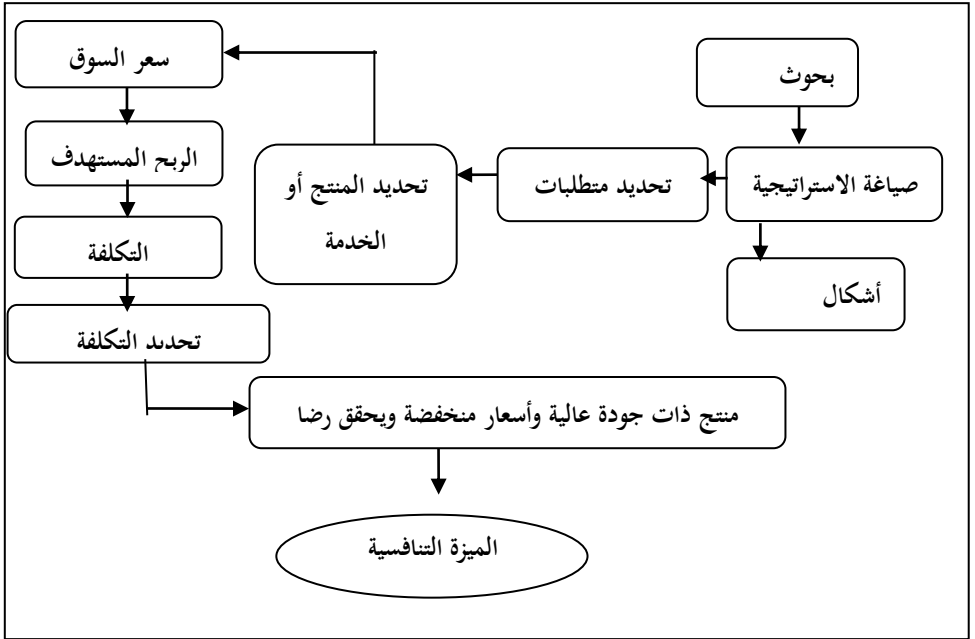 بحوث
صياغة الاستراتيجية
أشكال
تحديد متطلبات
تحديد المنتج أو
الخدمة
سعر السوق
الربح المستهدف
التكلفة
تحديد التكلفة
منتج ذات جودة عالية وأسعار منخفضة ويحقق رضا
الميزة التنافسية